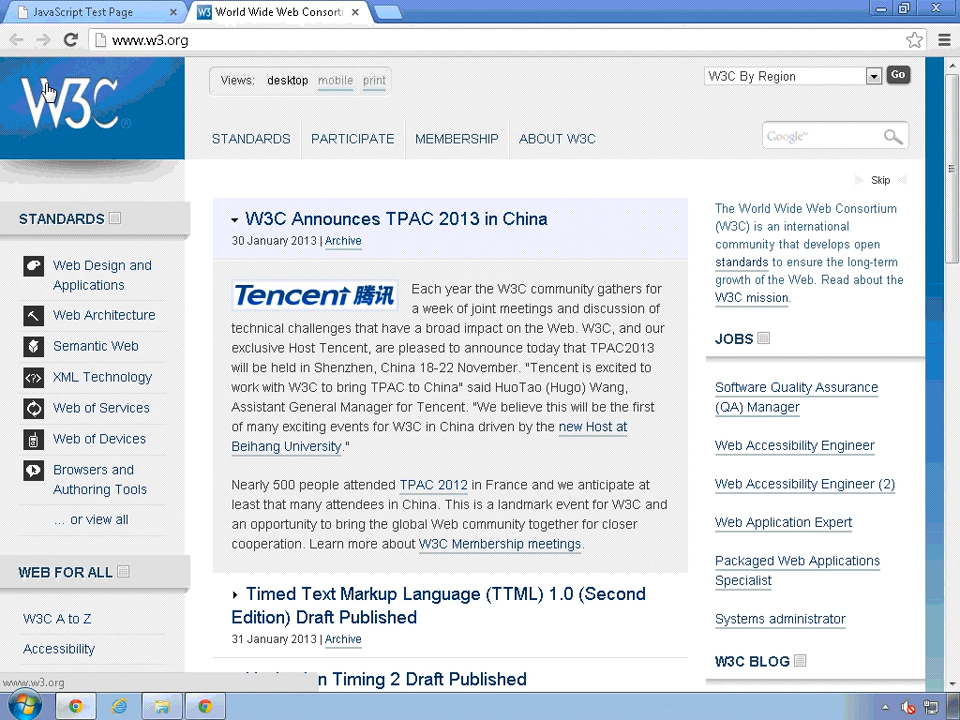 JavaScript Test Page
World Wide Web Consorti
www.w3.org
W3C
Views: desktop mobile print
W3C By Region
Go
STANDARDS PARTICIPATE MEMBERSHIP ABOUT W3C
Google
Skip
STANDARDS
Web Design and
Applications
Web Architecture
Semantic Web
XML Technology
Web of Services
Web of Devices
Browsers and
Authoring Tools
... or view all
WEB FOR ALL
W3C A to Z
Accessibility
www.w3.org
W3C Announces TPAC 2013 in China
30 January 2013 | Archive
Tencent 腾讯
Each year the W3C community gathers for
a week of joint meetings and discussion of
technical challenges that have a broad impact on the Web. W3C, and our
exclusive Host Tencent, are pleased to announce today that TPAC2013
will be held in Shenzhen, China 18-22 November. "Tencent is excited to
work with W3C to bring TPAC to China" said HuoTao (Hugo) Wang,
Assistant General Manager for Tencent. "We believe this will be the first
of many exciting events for W3C in China driven by the new Host at
Beihang University."
Nearly 500 people attended TPAC 2012 in France and we anticipate at
least that many attendees in China. This is a landmark event for W3C and
an opportunity to bring the global Web community together for closer
cooperation. Learn more about W3C Membership meetings.
Timed Text Markup Language (TTML) 1.0 (Second
Edition) Draft Published
31 January 2013 | Archive
Timing 2 Draft Published
The World Wide Web Consortium
(W3C) is an international
community that develops open
standards to ensure the long-term
growth of the Web. Read about the
W3C mission.
JOBS
Software Quality Assurance
(QA) Manager
Web Accessibility Engineer
Web Accessibility Engineer (2)
Web Application Expert
Packaged Web Applications
Specialist
Systems administrator
W3C BLOG